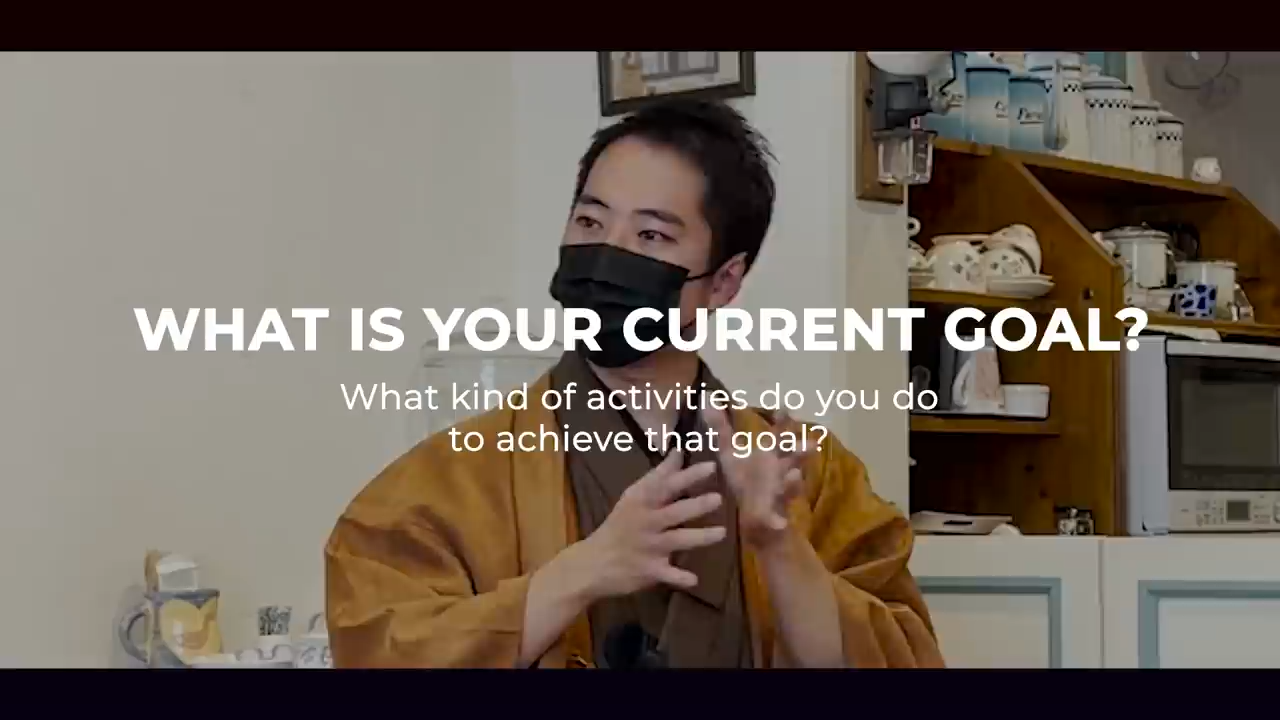 WHAT IS YOUR CURRENT GOAL?
What kind of activities do you do
to achieve that goal?